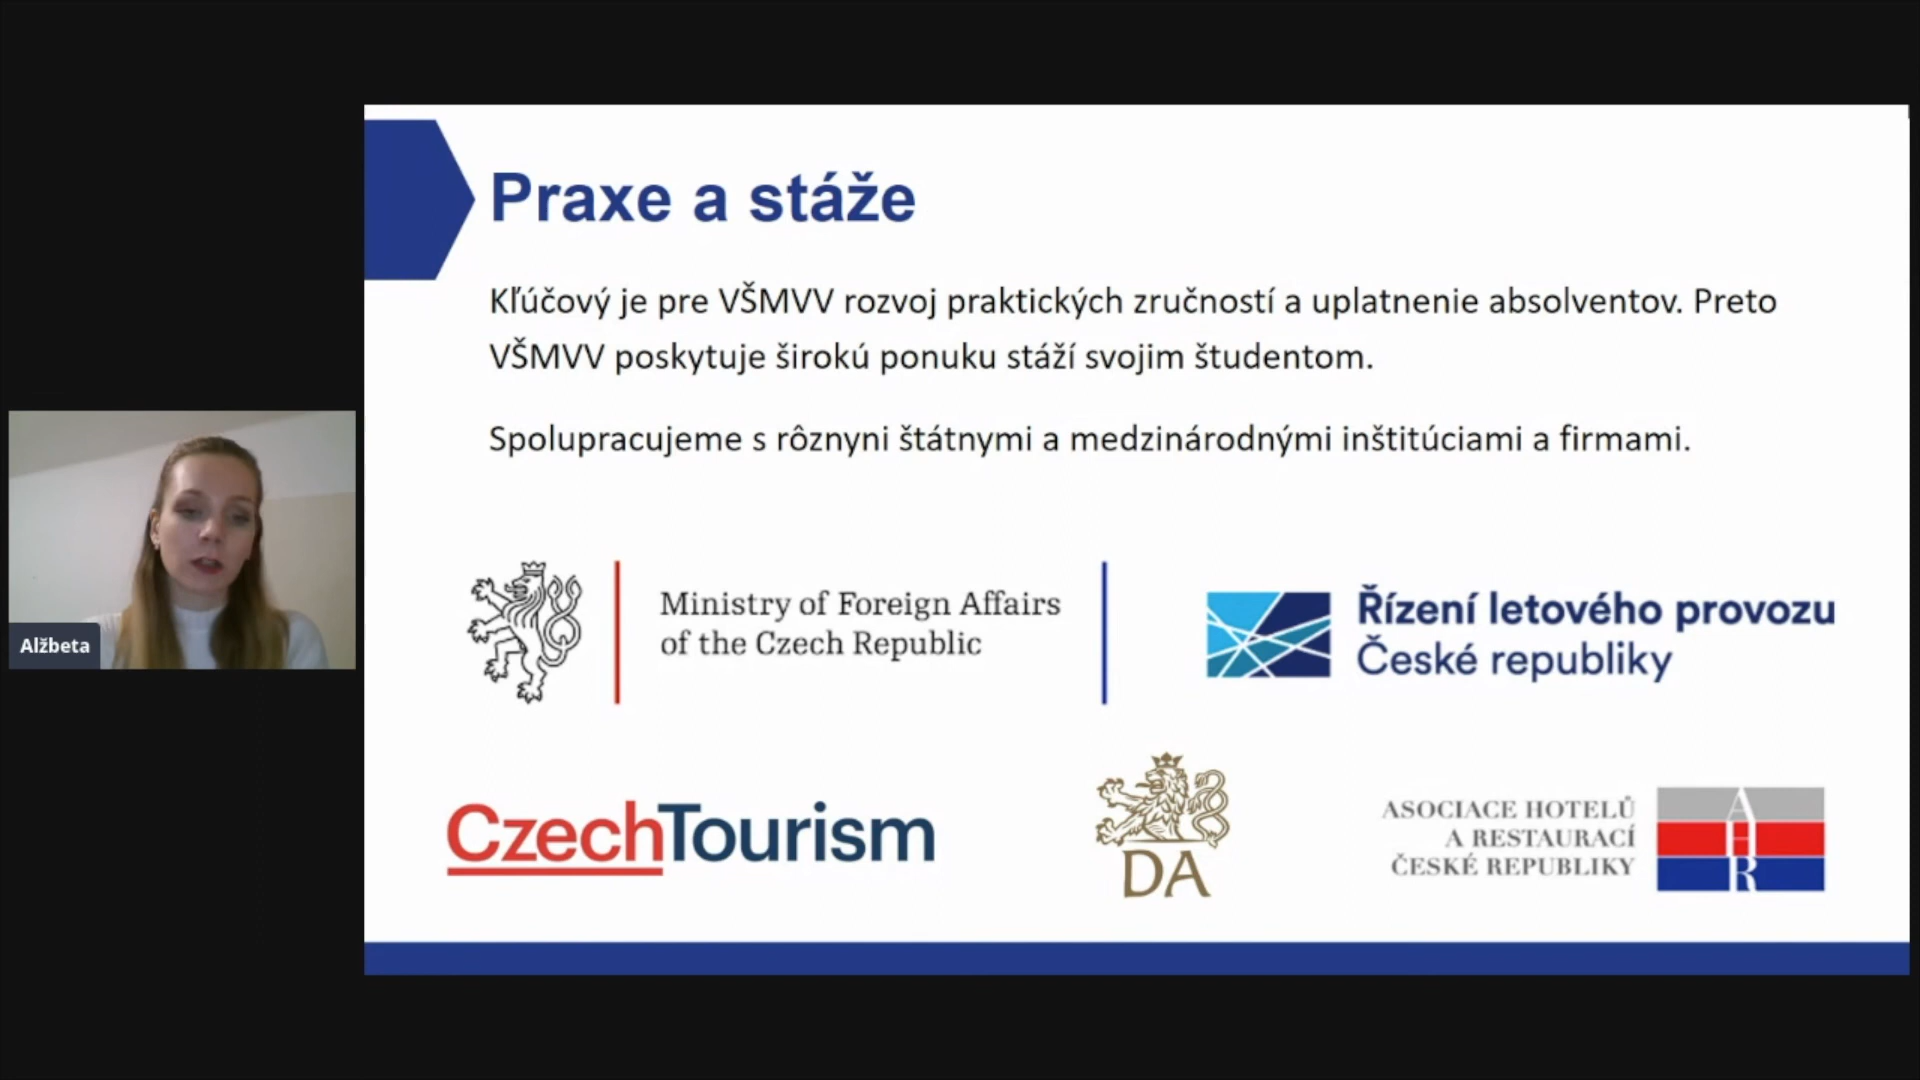 Praxe a stáže
Kľúčový je pre VŠMVV rozvoj praktických zručností a uplatnenie absolventov. Preto
VŠMVV poskytuje širokú ponuku stáží svojim študentom.
Spolupracujeme s rôznyni štátnymi a medzinárodnými inštitúciami a firmami.
Alžbeta
Ministry of Foreign Affairs
of the Czech Republic
Řízení letového provozu
České republiky
CzechTourism
DA
ASOCIACE HOTELŮ
A RESTAURACÍ
ČESKÉ REPUBLIKY
A
H
R